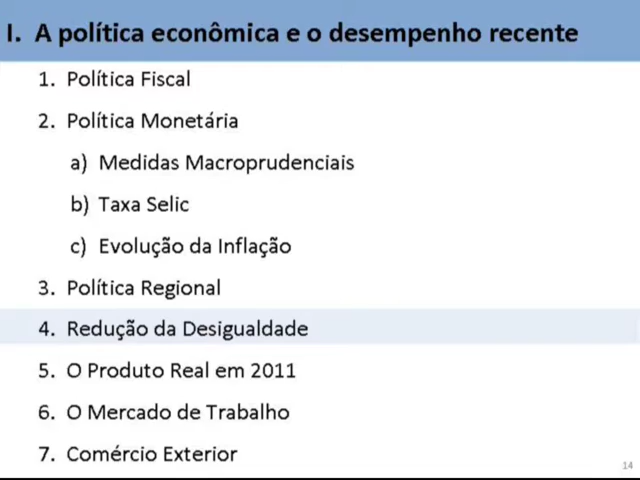 I. A política econômica e o desempenho recente
1. Política Fiscal
2. Política Monetária
a) Medidas Macroprudenciais
b) Taxa Selic
c) Evolução da Inflação
3. Política Regional
4. Redução da Desigualdade
5. O Produto Real em 2011
6. O Mercado de Trabalho
7. Comércio Exterior
14